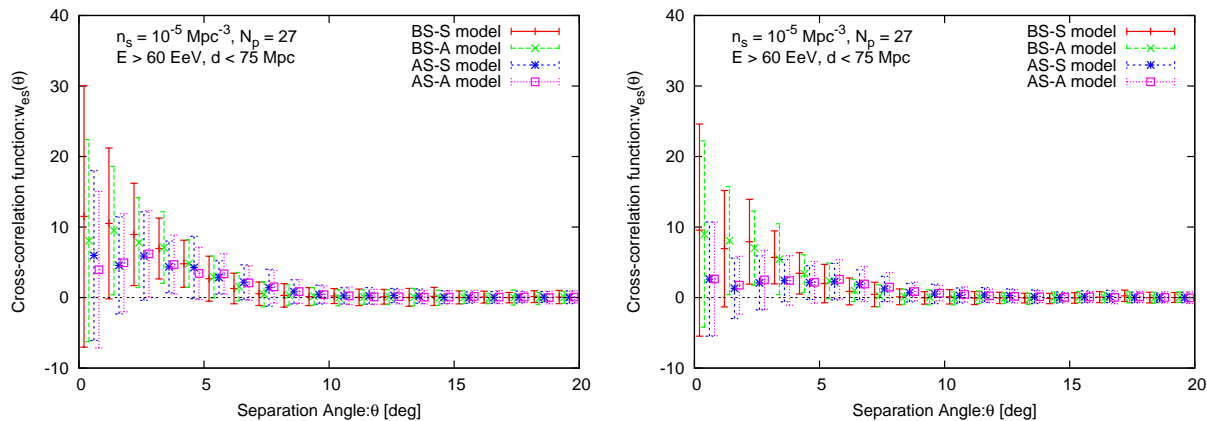 40
30
20
10
0
-10
0
5
10
15
20
Cross-correlation function:w_es(θ)
Separation Angle:θ [deg]
n_s = 10^-5 Mpc^-3, N_p = 27
E > 60 EeV, d < 75 Mpc
BS-S model
BS-A model
AS-S model
AS-A model
40
30
20
10
0
-10
0
5
10
15
20
Cross-correlation function:w_es(θ)
Separation Angle:θ [deg]
n_s = 10^-5 Mpc^-3, N_p = 27
E > 60 EeV, d < 75 Mpc
BS-S model
BS-A model
AS-S model
AS-A model